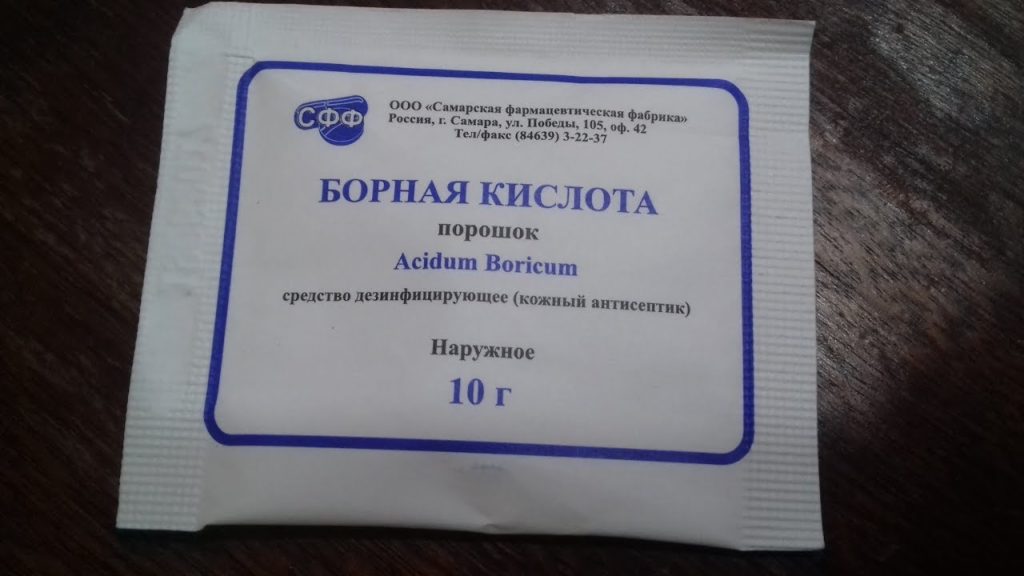 СФФ
ООО «Самарская фармацевтическая фабрика»
Россия, г. Самара, ул. Победы, 105, оф. 42
Тел/факс (84639) 3-22-37
БОРНАЯ КИСЛОТА
порошок
Acidum Boricum
средство дезинфицирующее (кожный антисептик)
Наружное
10 г